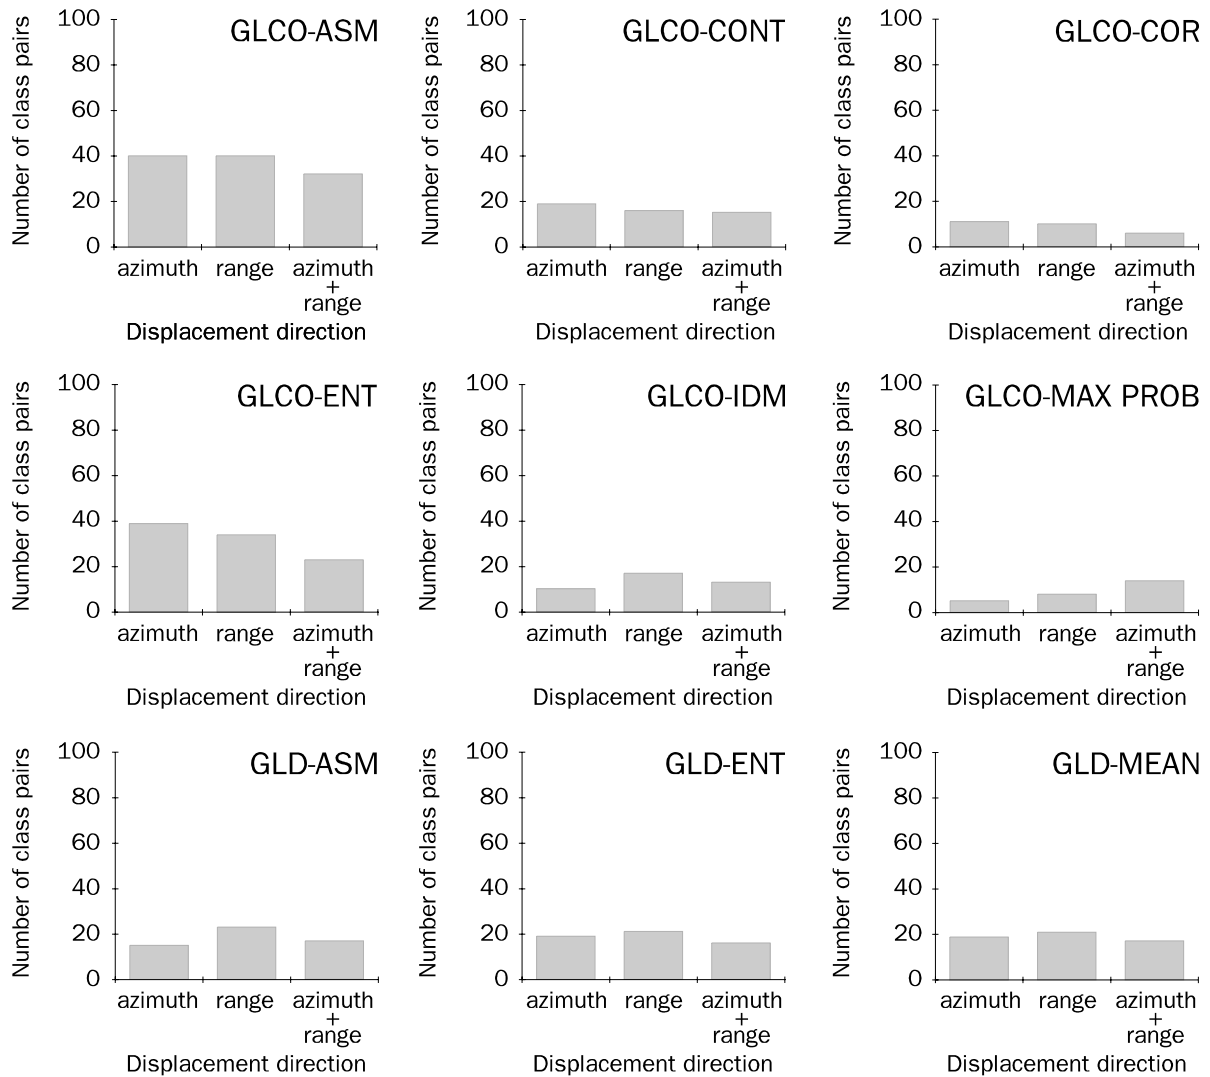 GLCO-ASM
Number of class pairs
100
80
60
40
20
0
azimuth range azimuth
+
range
Displacement direction
GLCO-CONT
Number of class pairs
100
80
60
40
20
0
azimuth range azimuth
+
range
Displacement direction
GLCO-COR
Number of class pairs
100
80
60
40
20
0
azimuth range azimuth
+
range
Displacement direction
GLCO-ENT
Number of class pairs
100
80
60
40
20
0
azimuth range azimuth
+
range
Displacement direction
GLCO-IDM
Number of class pairs
100
80
60
40
20
0
azimuth range azimuth
+
range
Displacement direction
GLCO-MAX PROB
Number of class pairs
100
80
60
40
20
0
azimuth range azimuth
+
range
Displacement direction
GLD-ASM
Number of class pairs
100
80
60
40
20
0
azimuth range azimuth
+
range
Displacement direction
GLD-ENT
Number of class pairs
100
80
60
40
20
0
azimuth range azimuth
+
range
Displacement direction
GLD-MEAN
Number of class pairs
100
80
60
40
20
0
azimuth range azimuth
+
range
Displacement direction